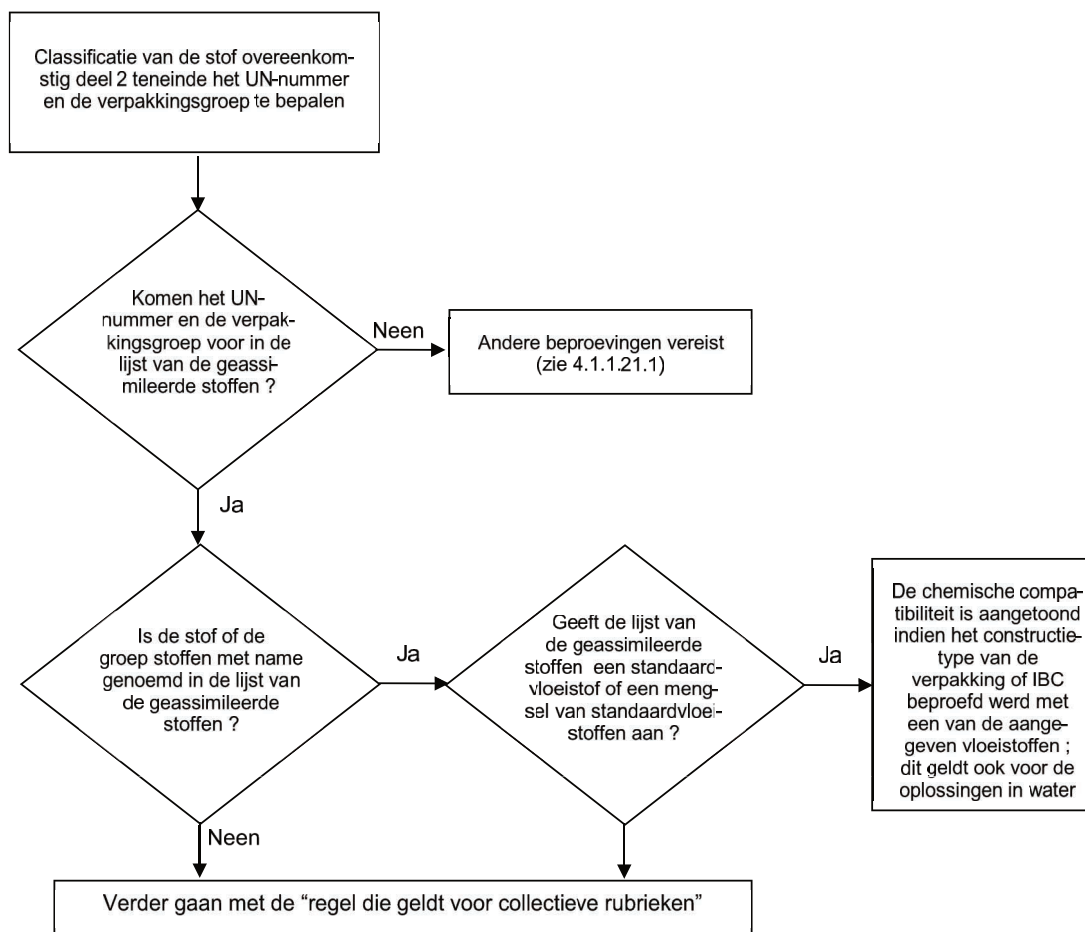 Classificatie van de stof overeenkom-
stig deel 2 teneinde het UN-nummer
en de verpakkingsgroep te bepalen
Komen het UN-
nummer en de verpak-
kingsgroep voor in de
lijst van de geassi-
mileerde stoffen ?
Neen
Andere beproevingen vereist
(zie 4.1.1.21.1)
Ja
Is de stof of de
groep stoffen met name
genoemd in de lijst van
de geassimileerde
stoffen ?
Ja
Geeft de lijst van
de geassimileerde
stoffen een standaard-
vloeistof of een meng-
sel van standaardvloei-
stoffen aan ?
Ja
De chemische compa-
tibiliteit is aangetoond
indien het constructie-
type van de
verpakking of IBC
beproefd werd met
een van de aange-
geven vloeistoffen ;
dit geldt ook voor de
oplossingen in water
Neen
Verder gaan met de “regel die geldt voor collectieve rubrieken”